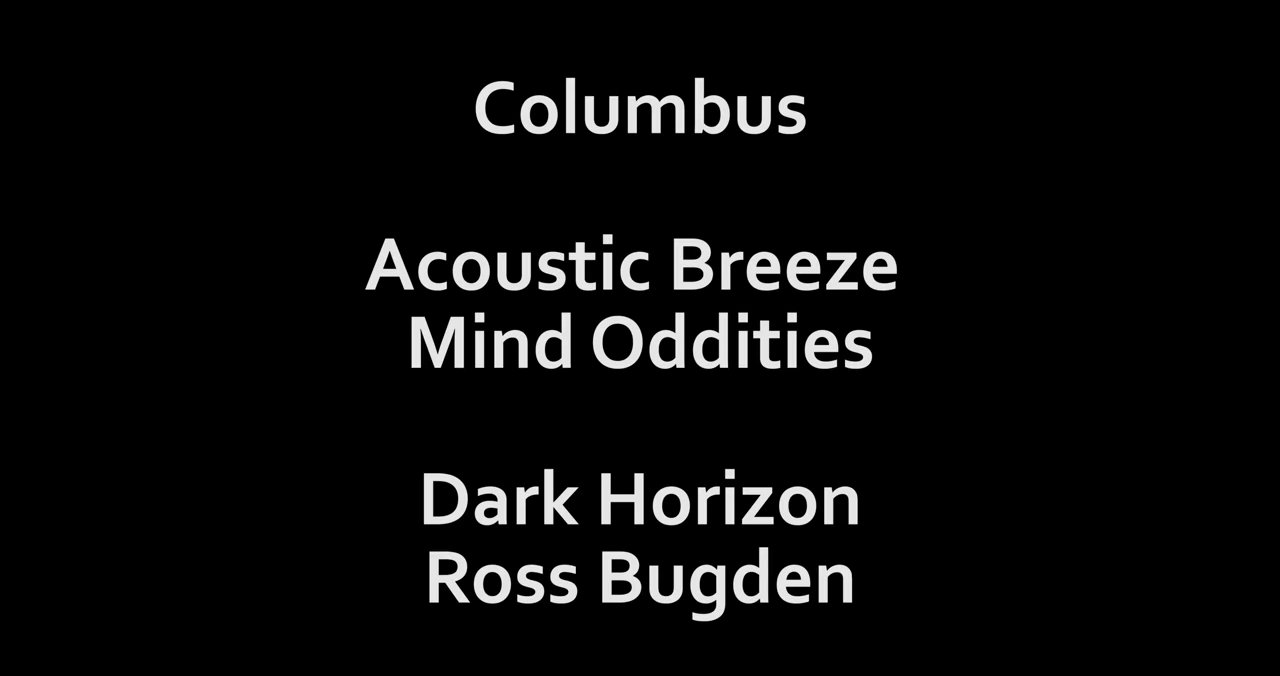 Columbus
Acoustic Breeze
Mind Oddities
Dark Horizon
Ross Bugden